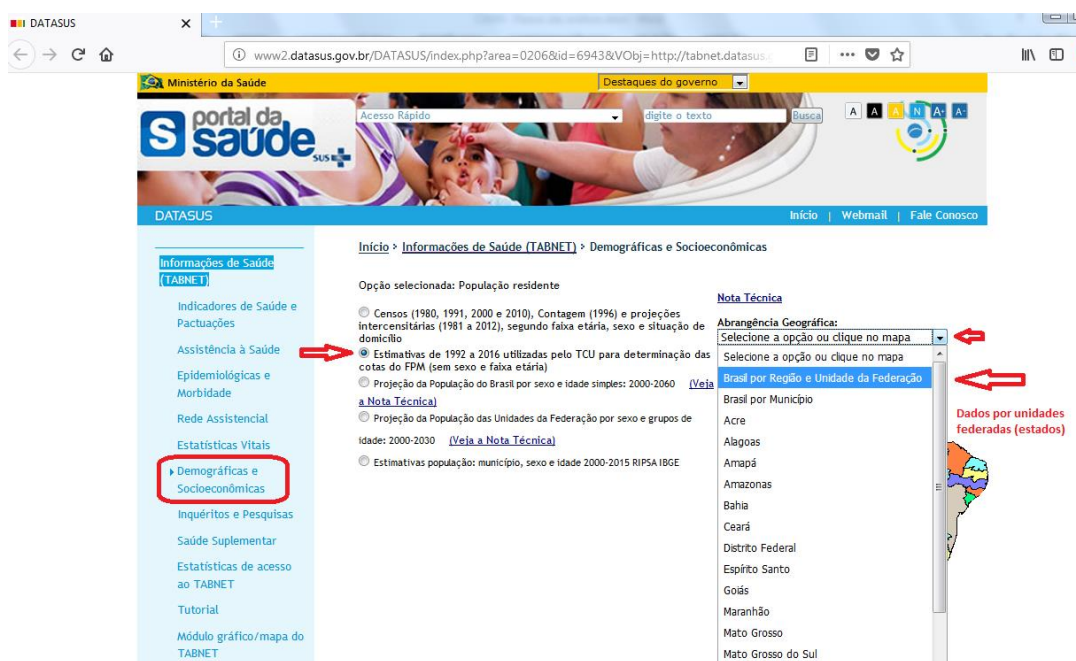 DATASUS
www2.datasus.gov.br/DATASUS/index.php?area=0206&id=6943&VObj=http://tabnet.datasus.
Ministério da Saúde
Destaques do governo
portal da
saúde
SUS
Acesso Rápido
digite o texto
Busca
A A A N A+ A-
DATASUS
Início | Webmail | Fale Conosco
Informações de Saúde
(TABNET)
Indicadores de Saúde e
Pactuações
Assistência à Saúde
Epidemiológicas e
Morbidade
Rede Assistencial
Estatísticas Vitais
Demográficas e
Socioeconômicas
Inquéritos e Pesquisas
Saúde Suplementar
Estatísticas de acesso
ao TABNET
Tutorial
Módulo gráfico/mapa do
TABNET
Início > Informações de Saúde (TABNET) > Demográficas e Socioeconômicas
Opção selecionada: População residente
Censos (1980, 1991, 2000 e 2010), Contagem (1996) e projeções
intercensitárias (1981 a 2012), segundo faixa etária, sexo e situação de
domicílio
Estimativas de 1992 a 2016 utilizadas pelo TCU para determinação das
cotas do FPM (sem sexo e faixa etária)
Projeção da População do Brasil por sexo e idade simples: 2000-2060 (Veja
a Nota Técnica)
Projeção da População das Unidades da Federação por sexo e grupos de
idade: 2000-2030 (Veja a Nota Técnica)
Estimativas população: município, sexo e idade 2000-2015 RIPSA IBGE
Nota Técnica
Abrangência Geográfica:
Selecione a opção ou clique no mapa
Selecione a opção ou clique no mapa
Brasil por Região e Unidade da Federação
Brasil por Município
Acre
Alagoas
Amapá
Amazonas
Bahia
Ceará
Distrito Federal
Espírito Santo
Goiás
Maranhão
Mato Grosso
Mato Grosso do Sul
Dados por unidades
federadas (estados)